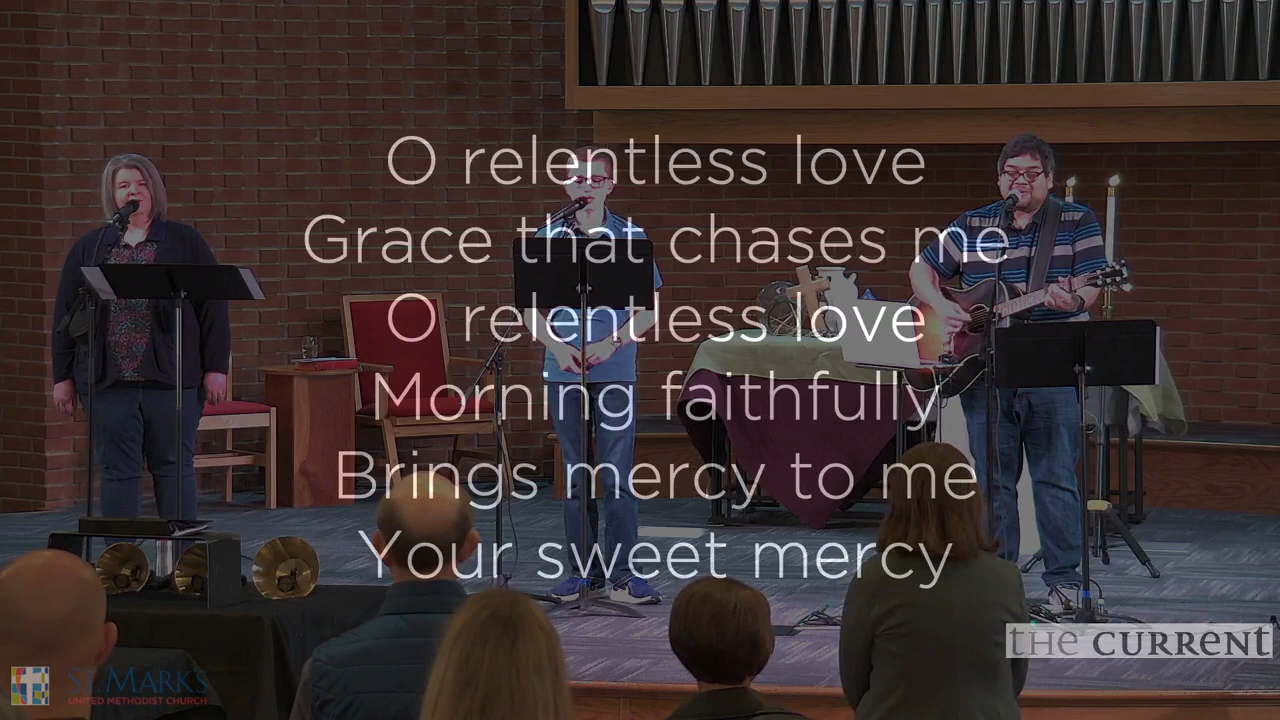 O relentless love
Grace that chases me
O relentless love
Morning faithfully
Brings mercy to me
Your sweet mercy
the CURRENT
ST. MARK'S
UNITED METHODIST CHURCH